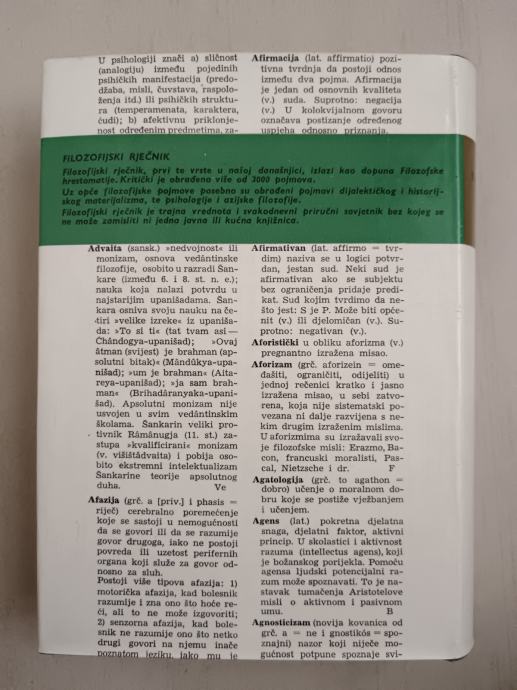 U psihologiji znači a) sličnost
(analogiju) između pojedinih
psihičkih manifestacija (predo-
džaba, misli, čuvstava, raspolo-
ženja itd.) ili psihičkih struktu-
ra (temperamenata, karaktera,
ćudi); b) afektivnu priklonje-
nost određenim predmetima, za-
Afirmacija (lat. affirmatio) pozi-
tivna tvrdnja da postoji odnos
između dva pojma. Afirmacija
je jedan od osnovnih kvaliteta
(v.) suda. Suprotno: negacija
(v.) U kolokvijalnom govoru
označava postizanje određenog
uspjeha odnosno priznanja.
FILOZOFIJSKI RJEČNIK
Filozofijski rječnik, prvi te vrste u našoj današnjici, izlazi kao dopuna Filozofske
hrestomatije. Kritički je obrađeno više od 3000 pojmova.
Uz opće filozofijske pojmove posebno su obrađeni pojmovi dijalektičkog i historij-
skog materijalizma, te psihologije i azijske filozofije.
Filozofijski rječnik je trajna vrednota i svakodnevni priručni savjetnik bez kojeg se
ne može zamisliti ni jedna javna ili kućna knjižnica.
Advaita (sansk.) »nedvojnost« ili
monizam, osnova vedântinske
filozofije, osobito u razradi Šan-
kare (između 6. i 8. st. n. e.);
nauka koja nalazi potvrdu u
najstarijim upanišadama. Šan-
kara osniva svoju nauku na če-
tiri »velike izreke« iz upaniša-
da: »To si ti« (tat tvam asi —
Čhândogya-upanišad); »Ovaj
âtman (svijest) je brahman (ap-
solutni bitak)« (Mândûkya-upa-
nišad); »um je brahman« (Aita-
reya-upanišad); »ja sam brah-
man« (Brihadâranyaka-upani-
šad). Apsolutni monizam nije
usvojen u svim vedântinskim
školama. Šankarin veliki pro-
tivnik Râmânugja (11. st.) za-
stupa »kvalificirani« monizam
(v. višištâdvaita) i pobija oso-
bito ekstremni intelektualizam
Šankarine teorije apsolutnog
duha. Ve
Afazija (grč. a [priv.] i phasis =
riječ) cerebralno poremećenje
koje se sastoji u nemogućnosti
da se govori ili da se razumije
govor drugoga, iako ne postoji
povreda ili uzetost perifernih
organa koji služe za govor od-
nosno za sluh.
Postoji više tipova afazija: 1)
motorička afazija, kad bolesnik
razumije i zna ono što hoće re-
ći, ali to ne može izgovoriti;
2) senzorna afazija, kad bole-
snik ne razumije ono što netko
drugi govori na njemu inače
poznatom jeziku, iako mu je
Afirmativan (lat. affirmo = tvr-
dim) naziva se u logici potvr-
dan, jestan sud. Neki sud je
afirmativan ako se subjektu
bez ograničenja pridaje predi-
kat. Sud kojim tvrdimo da ne-
što jest: S je P. Može biti opće-
nit (v.) ili djelomičan (v.). Su-
protno: negativan (v.).
Aforistički u obliku aforizma (v.)
pregnantno izražena misao.
Aforizam (grč. aforizein = ome-
đašiti, ograničiti, odijeliti) u
jednoj rečenici kratko i jasno
izražena misao, u sebi zatvo-
rena, koja nije sistematski po-
vezana ni dalje razvijena s ne-
kim drugim izraženim mislima.
U aforizmima su izražavali svo-
je filozofske misli: Erazmo, Ba-
con, francuski moralisti, Pas-
cal, Nietzsche i dr. F
Agatologija (grč. to agathon =
dobro) učenje o moralnom do-
bru koje se postiže vježbanjem
i učenjem.
Agens (lat.) pokretna djelatna
snaga, djelatni faktor, aktivni
princip. U skolastici i aktivnost
razuma (intellectus agens), koji
je božanskog porijekla. Pomoću
agensa ljudski potencijalni ra-
zum može spoznavati. To je na-
stavak tumačenja Aristotelove
misli o aktivnom i pasivnom
umu. B
Agnosticizam (novija kovanica od
grč. a = ne i gnostikós = spo-
znajni) nazor koji niječe mo-
gućnost potpune spoznaje svi-